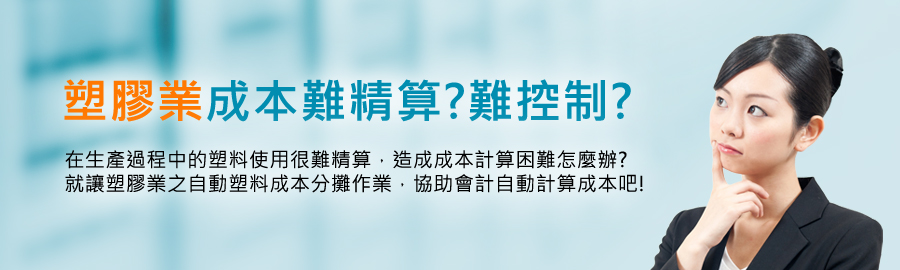 塑膠業成本難精算?難控制?
在生產過程中的塑料使用很難精算，造成成本計算困難怎麼辦?
就讓塑膠業之自動塑料成本分攤作業，協助會計自動計算成本吧!